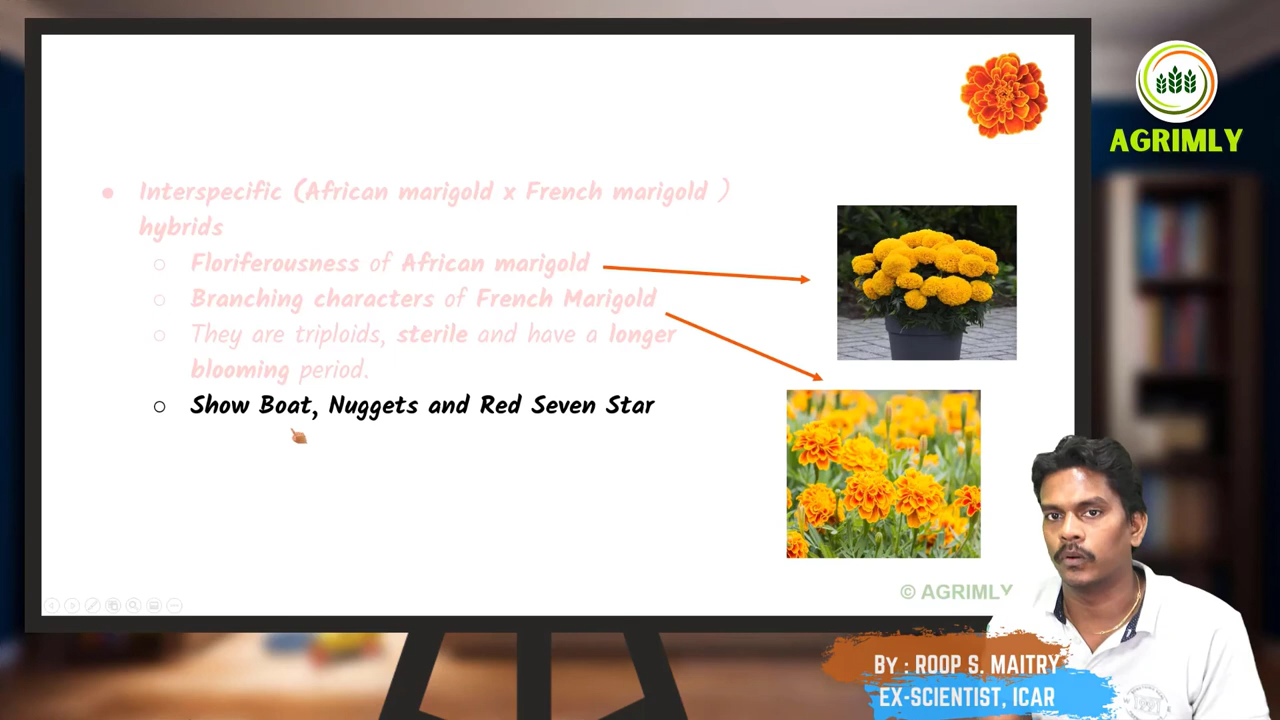 AGRIMLY
Interspecific (African marigold x French marigold )
hybrids
Floriferousness of African marigold
Branching characters of French Marigold
They are triploids, sterile and have a longer
blooming period.
Show Boat, Nuggets and Red Seven Star
© AGRIMLY
BY : ROOP S. MAITRY
EX-SCIENTIST, ICAR